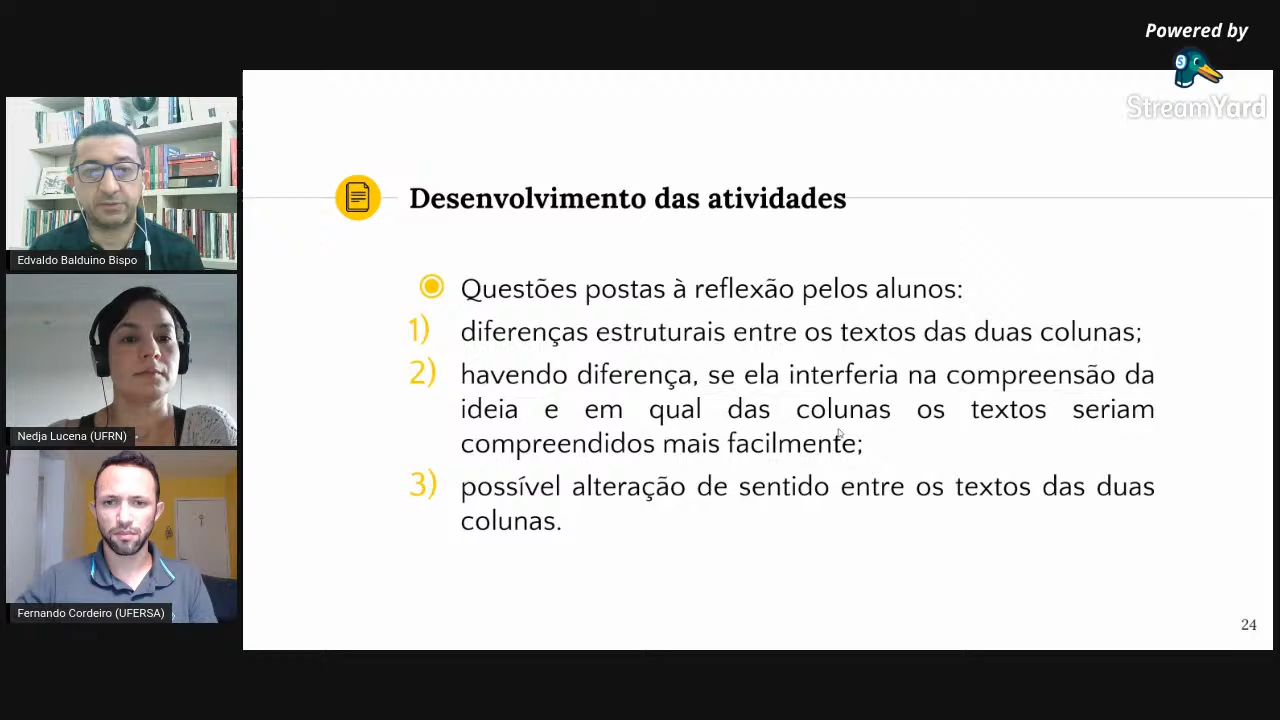 Powered by
StreamYard
Edvaldo Balduino Bispo
Nedja Lucena (UFRN)
Fernando Cordeiro (UFERSA)
Desenvolvimento das atividades
Questões postas à reflexão pelos alunos:
1) diferenças estruturais entre os textos das duas colunas;
2) havendo diferença, se ela interferia na compreensão da
ideia e em qual das colunas os textos seriam
compreendidos mais facilmente;
3) possível alteração de sentido entre os textos das duas
colunas.
24